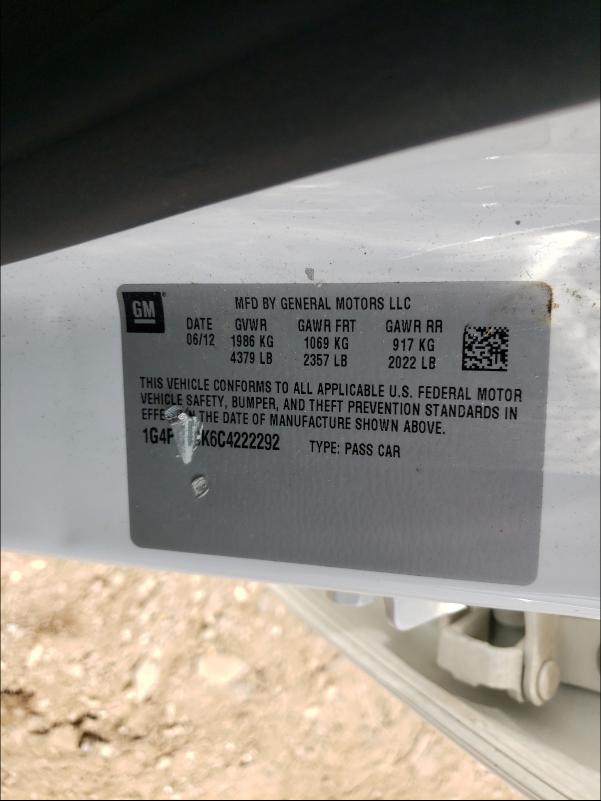 GM
MFD BY GENERAL MOTORS LLC
DATE GVWR GAWR FRT GAWR RR
06/12 1986 KG 1069 KG 917 KG
4379 LB 2357 LB 2022 LB
THIS VEHICLE CONFORMS TO ALL APPLICABLE U.S. FEDERAL MOTOR
VEHICLE SAFETY, BUMPER, AND THEFT PREVENTION STANDARDS IN
THE DATE OF MANUFACTURE SHOWN ABOVE.
TYPE: PASS CAR